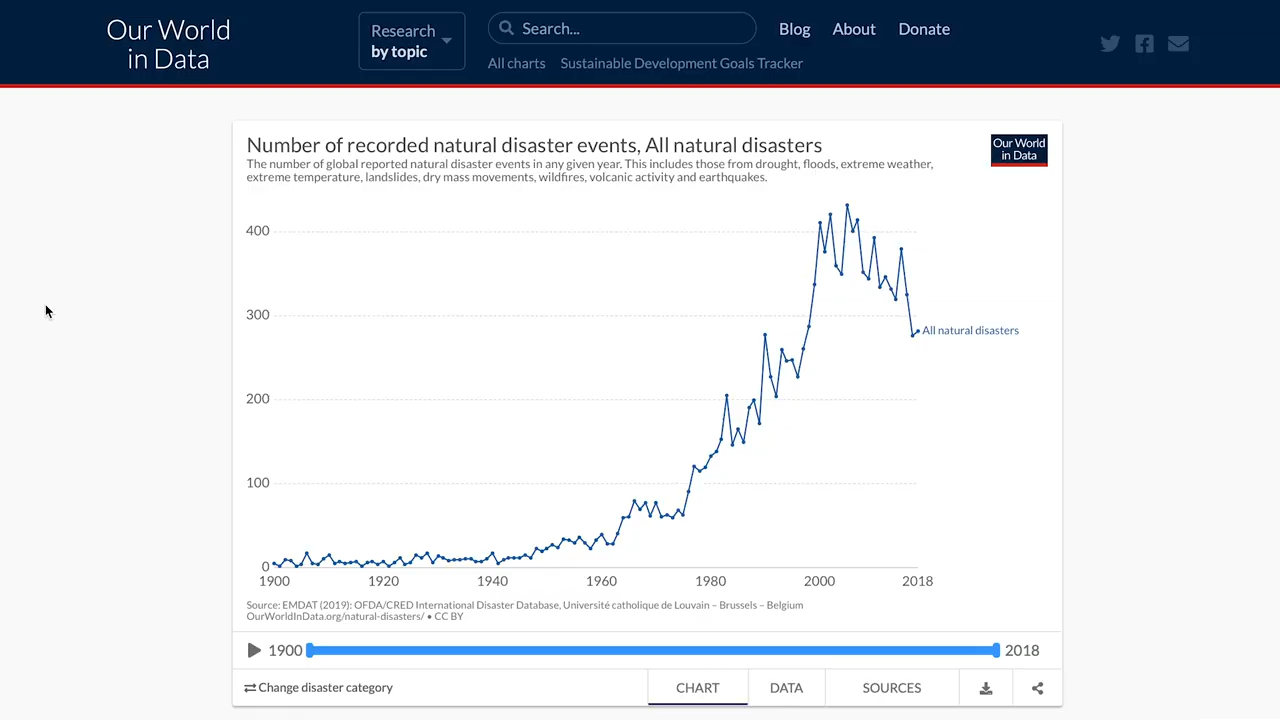 Our World
in Data
Research
by topic
Search...
Blog
About
Donate
All charts
Sustainable Development Goals Tracker
Number of recorded natural disaster events, All natural disasters
The number of global reported natural disaster events in any given year. This includes those from drought, floods, extreme weather,
extreme temperature, landslides, dry mass movements, wildfires, volcanic activity and earthquakes.
Our World
in Data
400
300
200
100
0
All natural disasters
1900
1920
1940
1960
1980
2000
2018
Source: EMDAT (2019): OFDA/CRED International Disaster Database, Université catholique de Louvain – Brussels – Belgium
OurWorldInData.org/natural-disasters/ • CC BY
1900
2018
Change disaster category
CHART
DATA
SOURCES